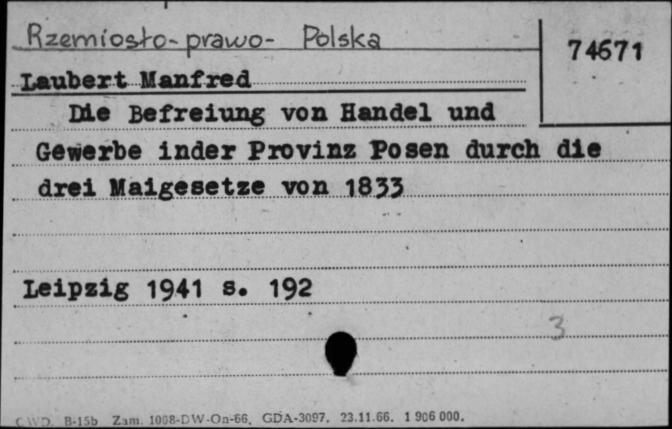 Rzemiosło-prawo- Polska
74671
Laubert Manfred
Die Befreiung von Handel und
Gewerbe inder Provinz Posen durch die
drei Maigesetze von 1833
Leipzig 1941 s. 192
3
CWD. B-15b Zam. 1008-DW-On-66. GDA-3097. 23.11.66. 1 906 000.